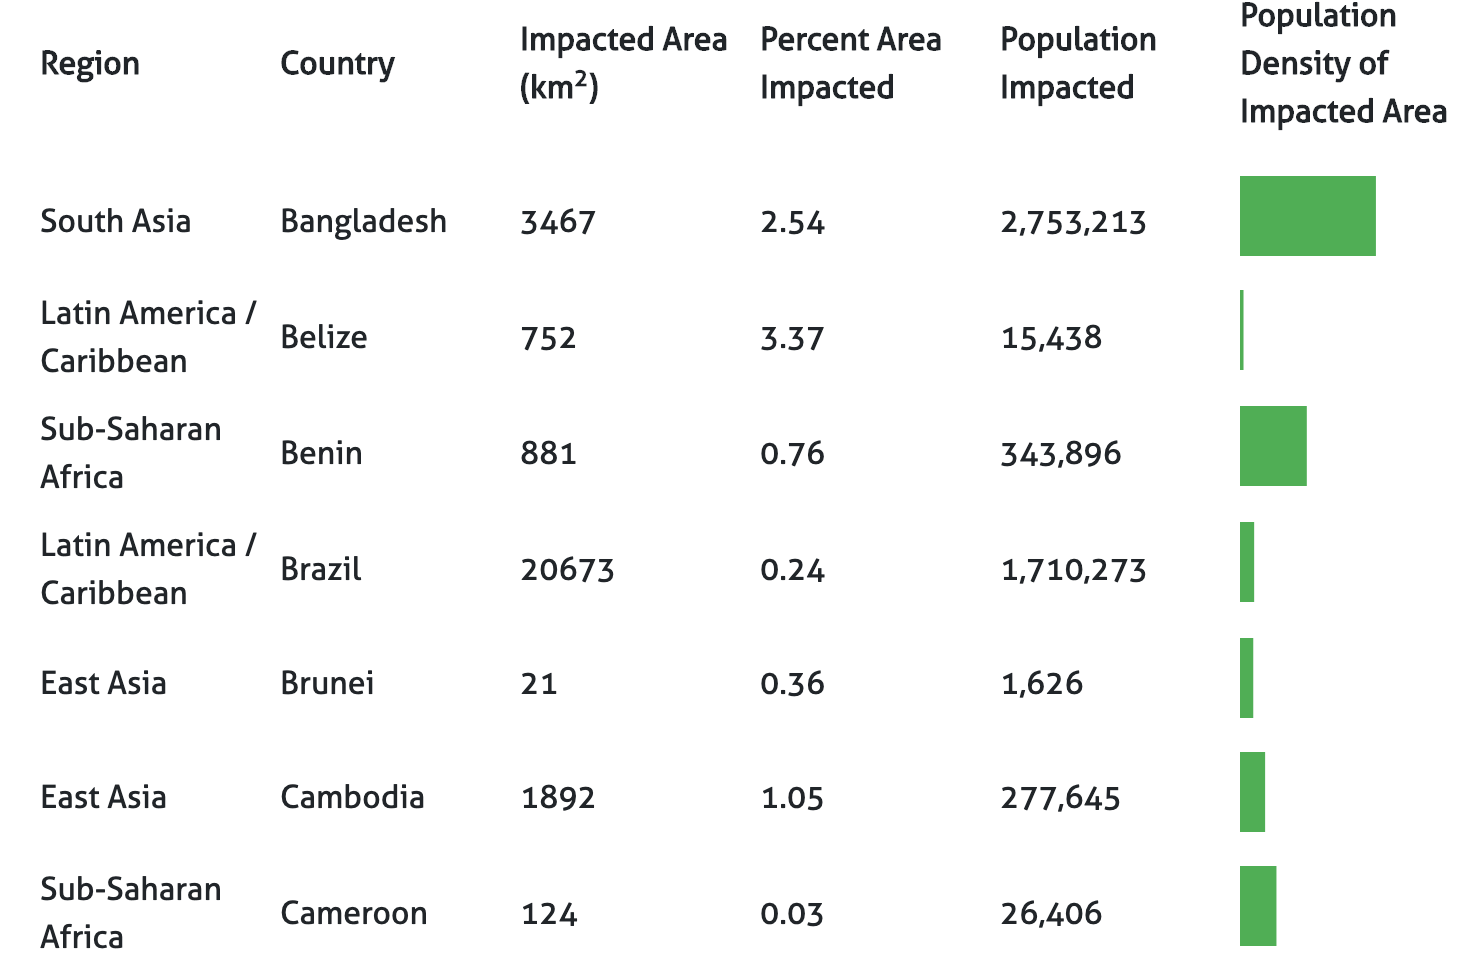 Region
Country
Impacted Area
(km²)
Percent Area
Impacted
Population
Impacted
Population
Density of
Impacted Area
South Asia Bangladesh 3467 2.54 2,753,213
Latin America /
Caribbean
Belize 752 3.37 15,438
Sub-Saharan
Africa
Benin 881 0.76 343,896
Latin America /
Caribbean
Brazil 20673 0.24 1,710,273
East Asia Brunei 21 0.36 1,626
East Asia Cambodia 1892 1.05 277,645
Sub-Saharan
Africa
Cameroon 124 0.03 26,406